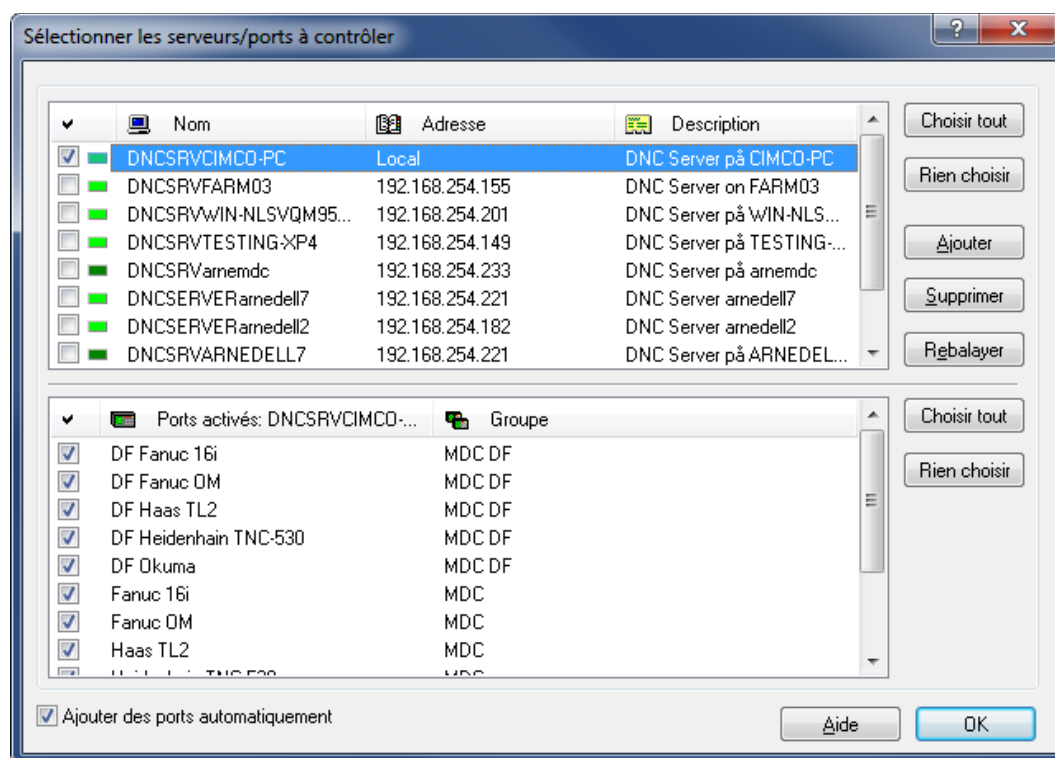 Sélectionner les serveurs/ports à contrôler
Nom Adresse Description
DNCSRVCIMCO-PC Local DNC Server på CIMCO-PC
DNCSRVFARM03 192.168.254.155 DNC Server on FARM03
DNCSRVWIN-NLSVQM95... 192.168.254.201 DNC Server på WIN-NLS...
DNCSRVTESTING-XP4 192.168.254.149 DNC Server på TESTING-...
DNCSRVarnemdc 192.168.254.233 DNC Server på arnemdc
DNCSERVERarnedell7 192.168.254.221 DNC Server arnedell7
DNCSERVERarnedell2 192.168.254.182 DNC Server arnedell2
DNCSRVARNEDELL7 192.168.254.221 DNC Server på ARNEDEL...
Choisir tout
Rien choisir
Ajouter
Supprimer
Rebalayer
Ports activés: DNCSRVCIMCO-... Groupe
DF Fanuc 16i MDC DF
DF Fanuc OM MDC DF
DF Haas TL2 MDC DF
DF Heidenhain TNC-530 MDC DF
DF Okuma MDC DF
Fanuc 16i MDC
Fanuc OM MDC
Haas TL2 MDC
Choisir tout
Rien choisir
Ajouter des ports automatiquement
Aide
OK